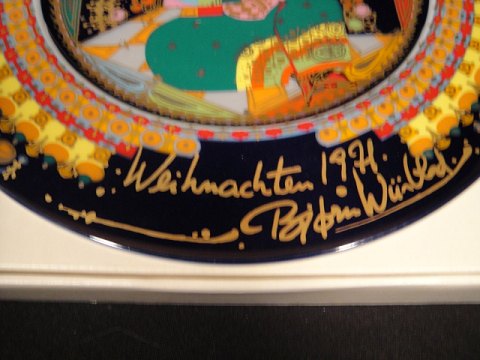 Weihnachten 1971.
Bjørn Wiinblad.